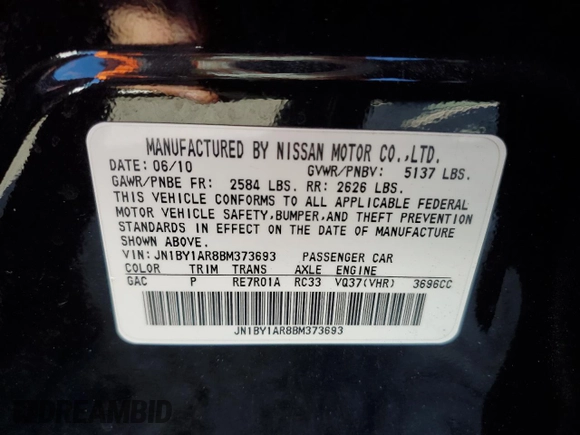 MANUFACTURED BY NISSAN MOTOR CO.,LTD.
DATE: 06/10 GVWR/PNBV: 5137 LBS.
GAWR/PNBE FR: 2584 LBS. RR: 2626 LBS.
THIS VEHICLE CONFORMS TO ALL APPLICABLE FEDERAL
MOTOR VEHICLE SAFETY,BUMPER,AND THEFT PREVENTION
STANDARDS IN EFFECT ON THE DATE OF MANUFACTURE
SHOWN ABOVE.
VIN: JN1BY1AR8BM373693 PASSENGER CAR
COLOR TRIM TRANS AXLE ENGINE
GAC P RE7R01A RC33 VQ37(VHR) 3696CC
JN1BY1AR8BM373693
DREAMBID